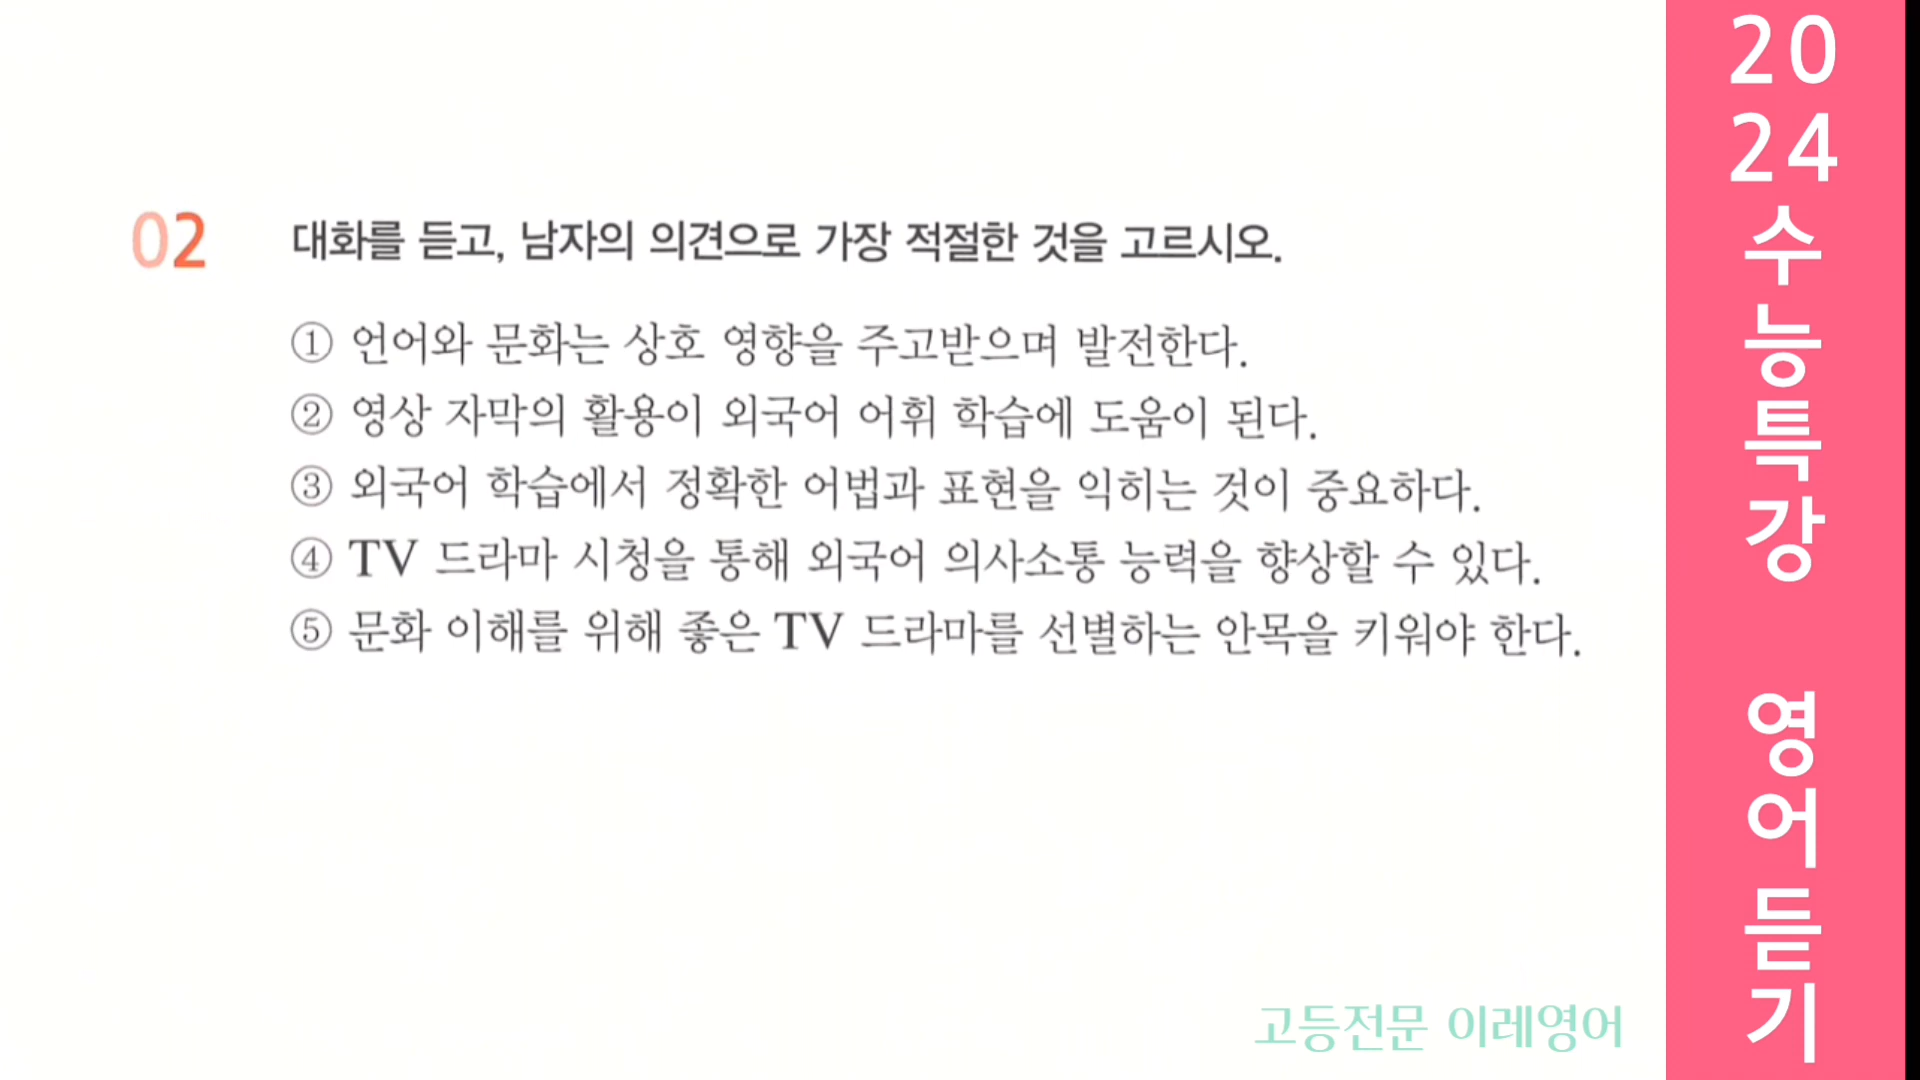 02 대화를 듣고, 남자의 의견으로 가장 적절한 것을 고르시오.
① 언어와 문화는 상호 영향을 주고받으며 발전한다.
② 영상 자막의 활용이 외국어 어휘 학습에 도움이 된다.
③ 외국어 학습에서 정확한 어법과 표현을 익히는 것이 중요하다.
④ TV 드라마 시청을 통해 외국어 의사소통 능력을 향상할 수 있다.
⑤ 문화 이해를 위해 좋은 TV 드라마를 선별하는 안목을 키워야 한다.
고등전문 이레영어
20
24
수
능
특
강
영
어
듣
기